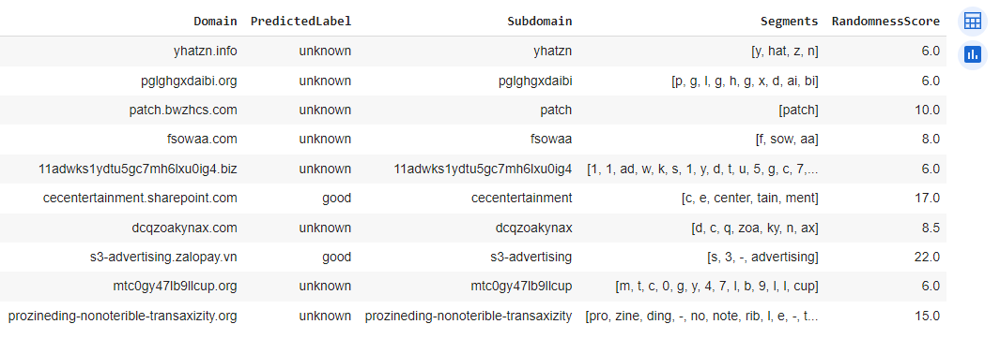 Domain PredictedLabel Subdomain Segments RandomnessScore
yhatzn.info unknown yhatzn [y, hat, z, n] 6.0
pglghgxdaibi.org unknown pglghgxdaibi [p, g, l, g, h, g, x, d, ai, bi] 6.0
patch.bwzhcs.com unknown patch [patch] 10.0
fsowaa.com unknown fsowaa [f, sow, aa] 8.0
11adwks1ydtu5gc7mh6lxu0ig4.biz unknown 11adwks1ydtu5gc7mh6lxu0ig4 [1, 1, ad, w, k, s, 1, y, d, t, u, 5, g, c, 7,... 6.0
cecentertainment.sharepoint.com good cecentertainment [c, e, center, tain, ment] 17.0
dcqzoakynax.com unknown dcqzoakynax [d, c, q, zoa, ky, n, ax] 8.5
s3-advertising.zalopay.vn good s3-advertising [s, 3, -, advertising] 22.0
mtc0gy47lb9llcup.org unknown mtc0gy47lb9llcup [m, t, c, 0, g, y, 4, 7, l, b, 9, l, l, cup] 6.0
prozineding-nonoterible-transaxizity.org unknown prozineding-nonoterible-transaxizity [pro, zine, ding, -, no, note, rib, l, e, -, t... 15.0